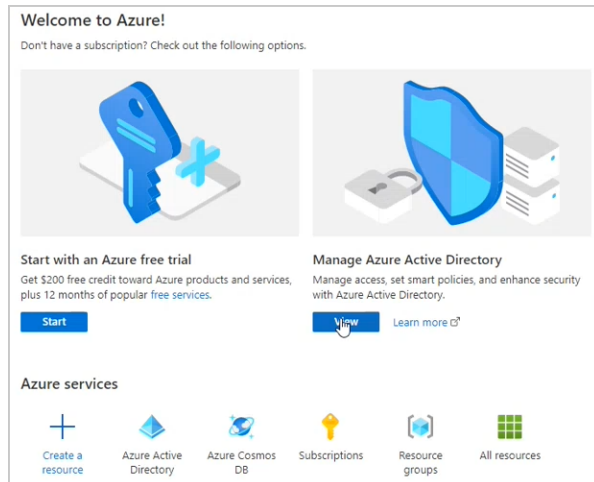 Welcome to Azure!
Don't have a subscription? Check out the following options.
Start with an Azure free trial
Get $200 free credit toward Azure products and services,
plus 12 months of popular free services.
Start
Manage Azure Active Directory
Manage access, set smart policies, and enhance security
with Azure Active Directory.
View
Learn more
Azure services
Create a
resource
Azure Active
Directory
Azure Cosmos
DB
Subscriptions
Resource
groups
All resources